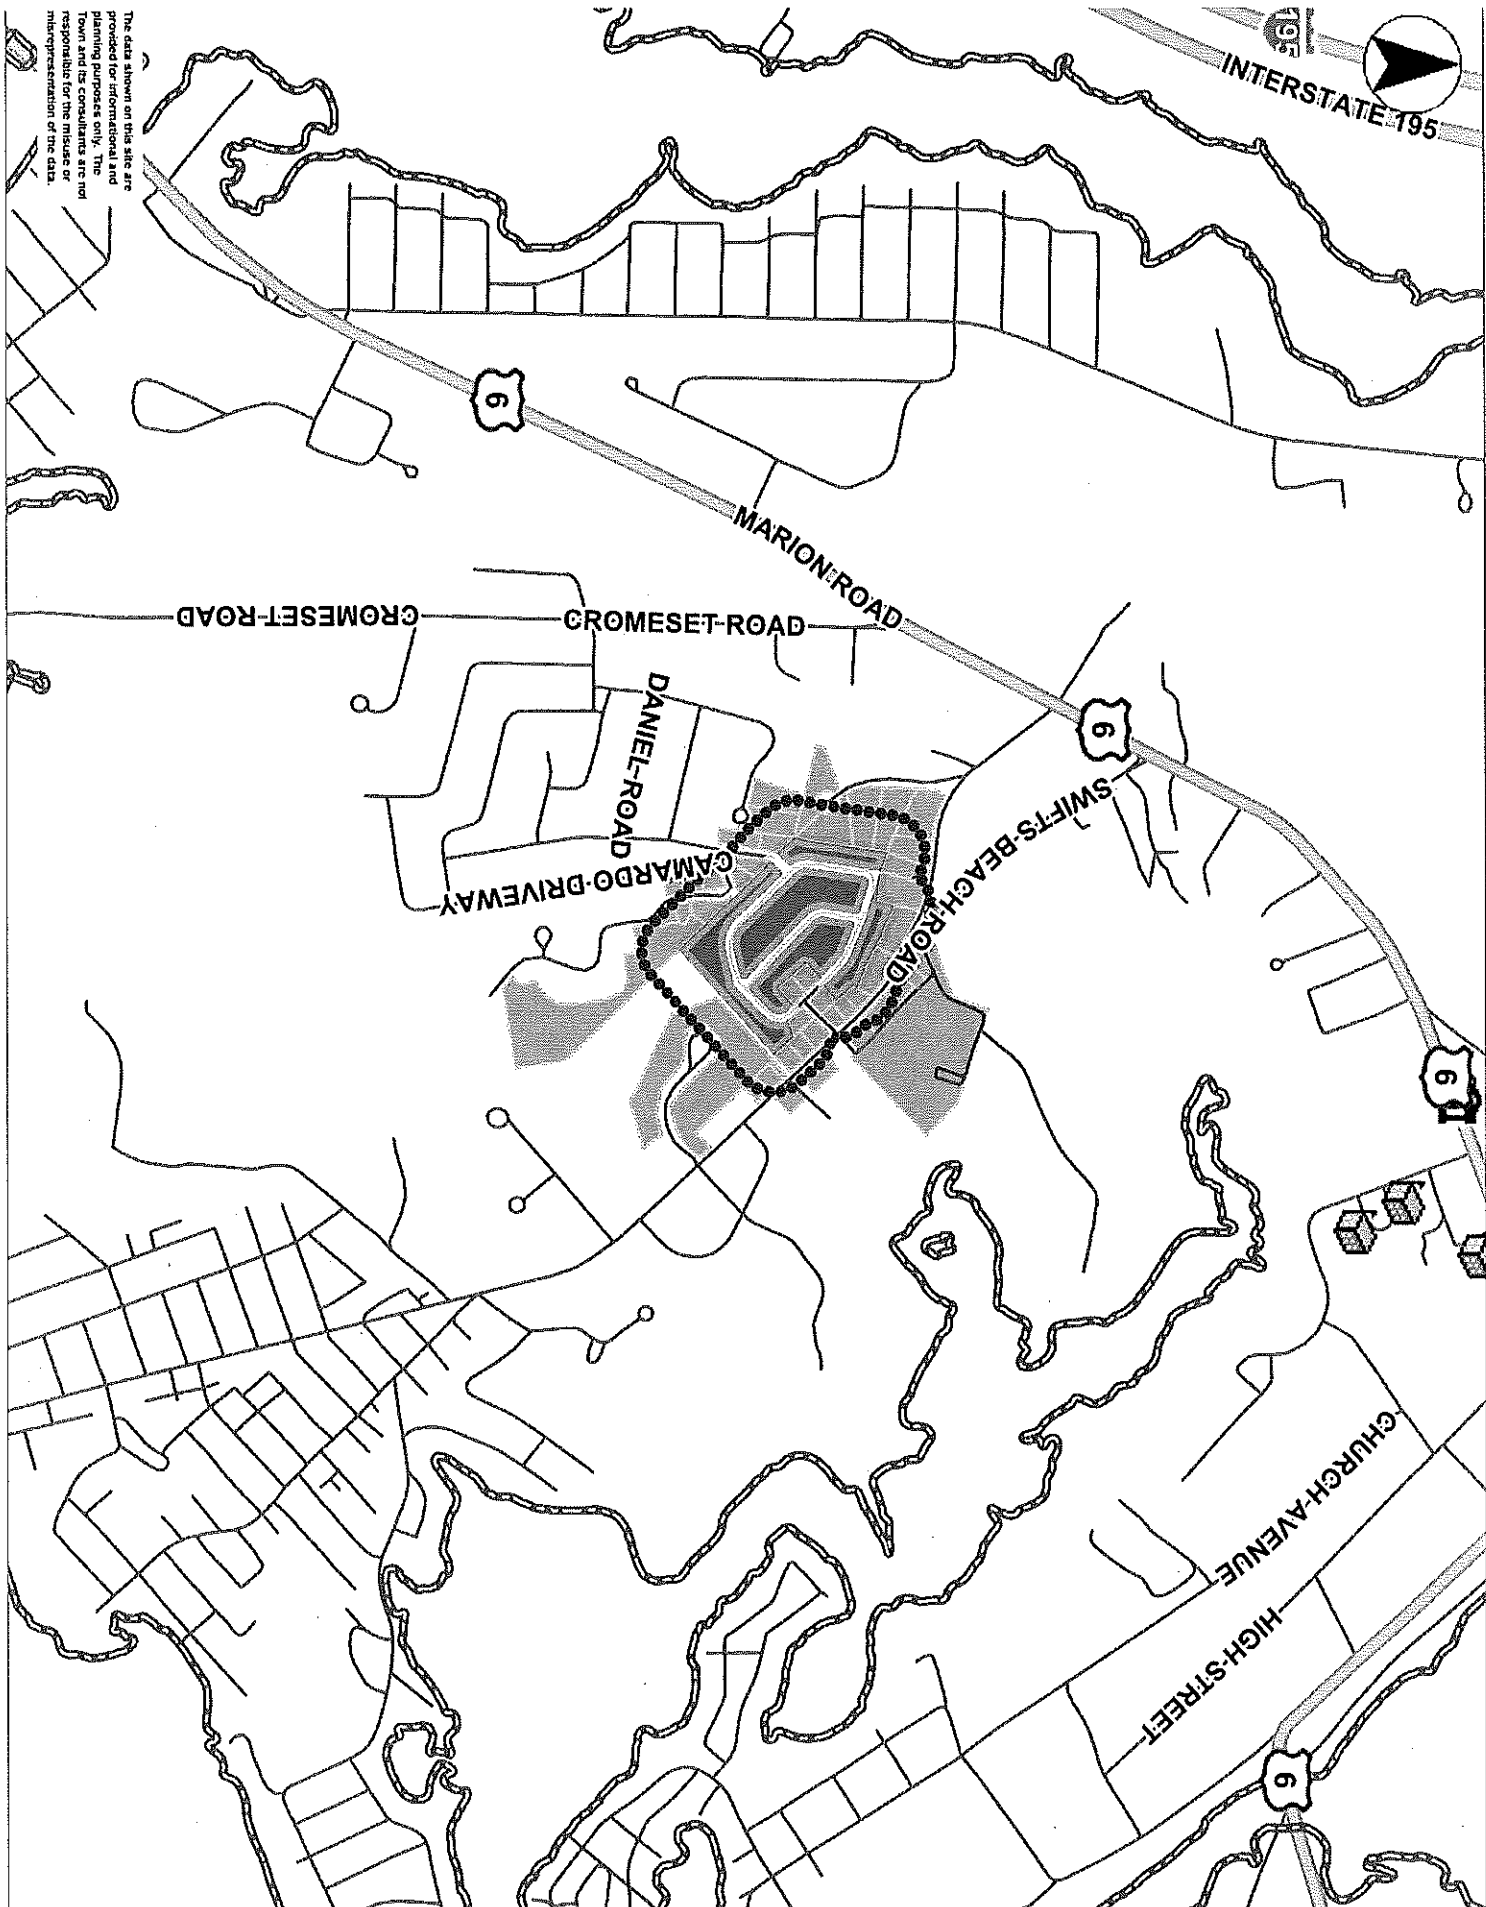 The data shown on this site are
provided for informational and
planning purposes only. The
Town and its consultants are not
responsible for the misuse or
misrepresentation of the data.
195
INTERSTATE 195
6
MARION ROAD
CROMESET ROAD
CROMESET ROAD
DANIEL ROAD
6
SWIFTS BEACH ROAD
CAMARDO DRIVEWAY
6
CHURCH AVENUE
HIGH STREET
6